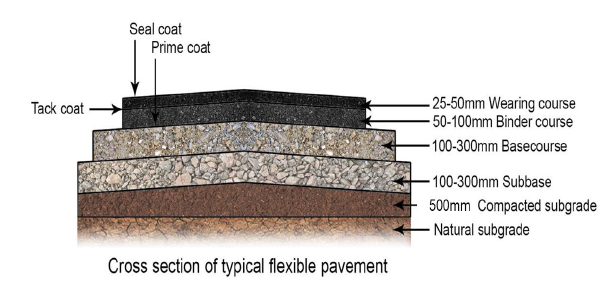 Seal coat
Prime coat
Tack coat
25-50mm Wearing course
50-100mm Binder course
100-300mm Basecourse
100-300mm Subbase
500mm Compacted subgrade
Natural subgrade
Cross section of typical flexible pavement